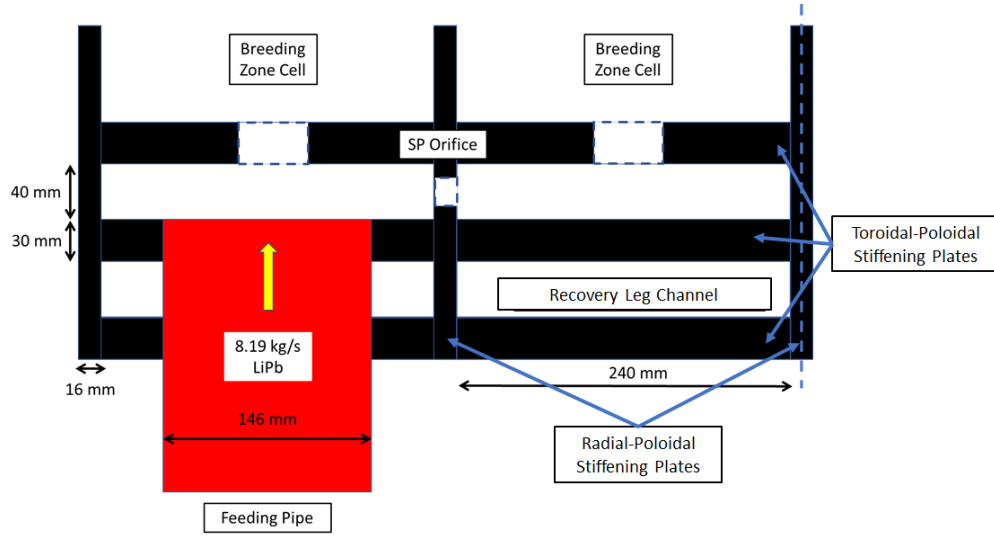 Breeding
Zone Cell
Breeding
Zone Cell
SP Orifice
40 mm
30 mm
Toroidal-Poloidal
Stiffening Plates
Recovery Leg Channel
8.19 kg/s
LiPb
16 mm
240 mm
146 mm
Radial-Poloidal
Stiffening Plates
Feeding Pipe